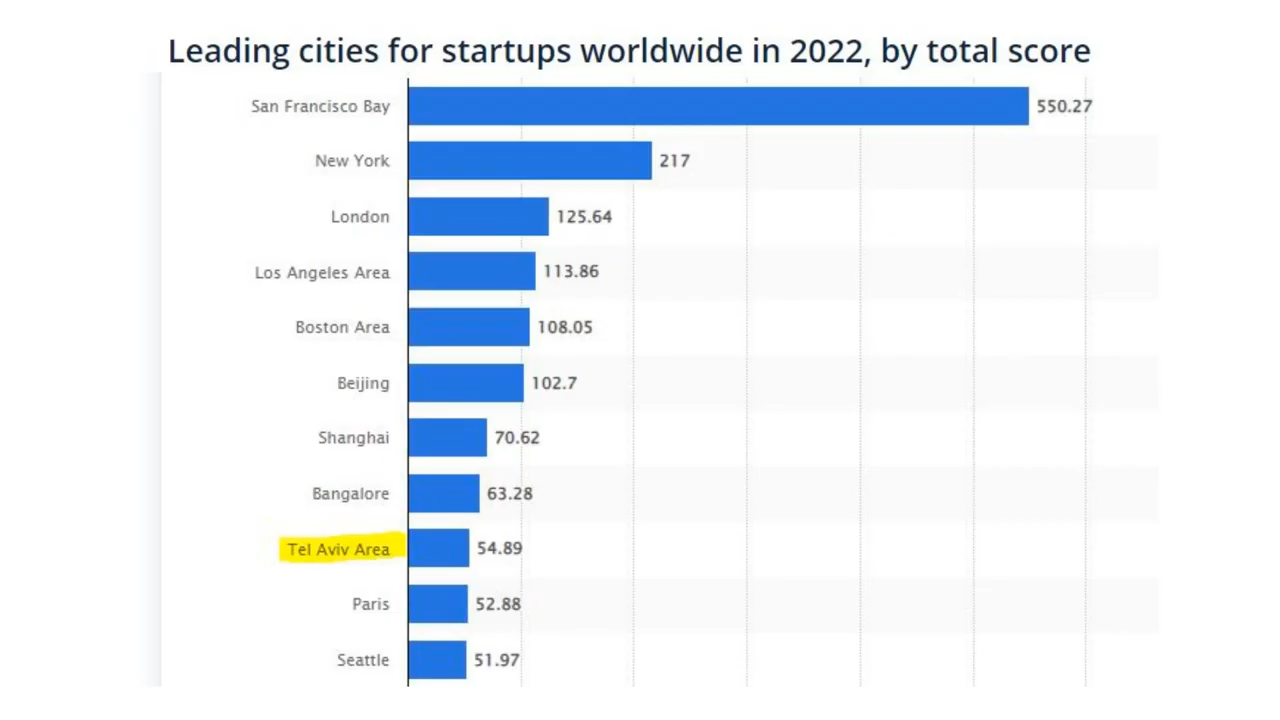 Leading cities for startups worldwide in 2022, by total score
San Francisco Bay 550.27
New York 217
London 125.64
Los Angeles Area 113.86
Boston Area 108.05
Beijing 102.7
Shanghai 70.62
Bangalore 63.28
Tel Aviv Area 54.89
Paris 52.88
Seattle 51.97